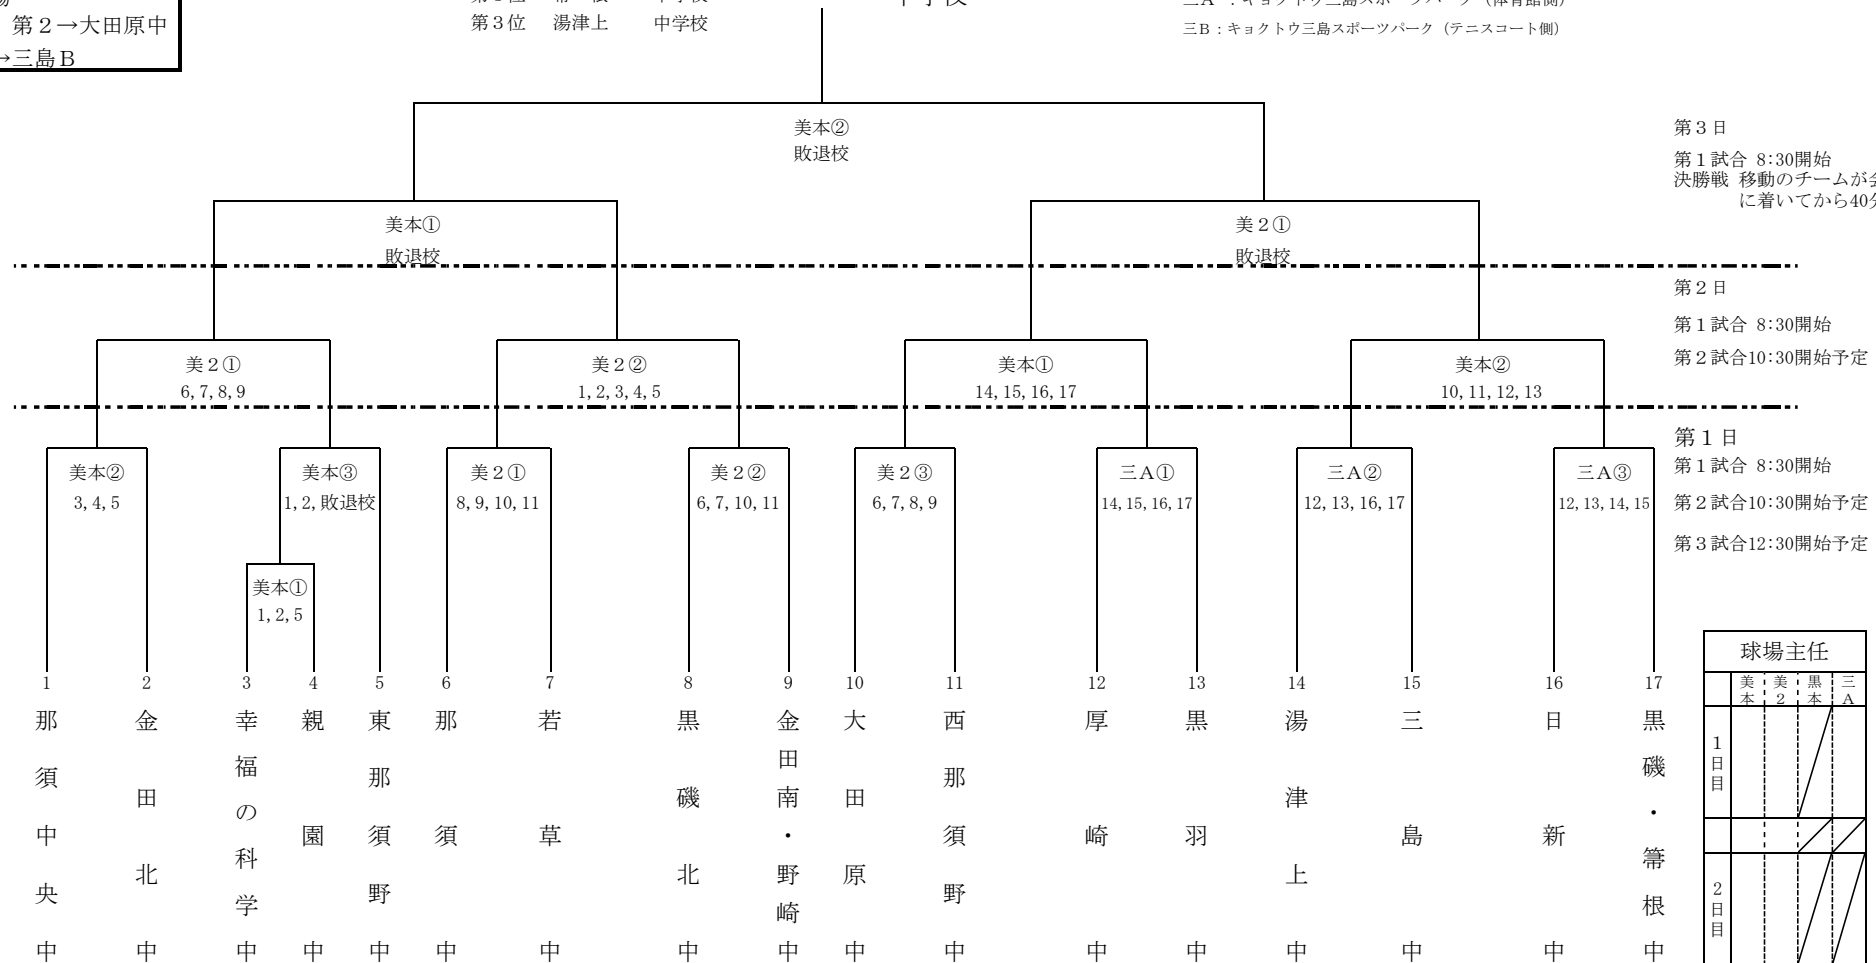 第２→大田原中
→三島Ｂ
第３位 湯津上 中学校
三Ｂ：キョクトウ三島スポーツパーク（テニスコート側）
美本②
敗退校
第３日
第１試合 8:30開始
決勝戦 移動のチームが
に着いてから40
美本①
敗退校
美２①
敗退校
第２日
第１試合 8:30開始
第２試合10:30開始予定
美２①
6,7,8,9
美２②
1,2,3,4,5
美本①
14,15,16,17
美本②
10,11,12,13
第１日
第１試合 8:30開始
第２試合10:30開始予定
第３試合12:30開始予定
美本②
3,4,5
美本③
1,2,敗退校
美２①
8,9,10,11
美２②
6,7,10,11
美２③
6,7,8,9
三Ａ①
14,15,16,17
三Ａ②
12,13,16,17
三Ａ③
12,13,14,15
美本①
1,2,5
1
那須中央中
2
金田北中
3
幸福の科学中
4
親園中
5
東那須野中
6
那須中
7
若草中
8
黒磯北中
9
金田南・野崎中
10
大田原中
11
西那須野中
12
厚崎中
13
黒羽中
14
湯津上中
15
三島中
16
日新中
17
黒磯・箒根中
球場主任
美本 美２ 黒本 三Ａ
１日目
２日目